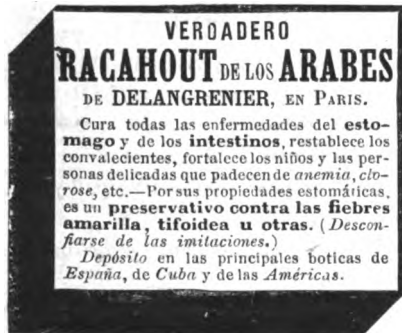 VERDADERO
RACAHOUT DE LOS ARABES
DE DELANGRENIER, EN PARIS.
Cura todas las enfermedades del esto-
mago y de los intestinos, restablece los
convalecientes, fortalece los niños y las per-
sonas delicadas que padecen de anemia, clo-
rose, etc.—Por sus propiedades estomáticas,
es un preservativo contra las fiebres
amarilla, tifoidea u otras. (Descon-
fiarse de las imitaciones.)
Depósito en las principales boticas de
España, de Cuba y de las Américas.